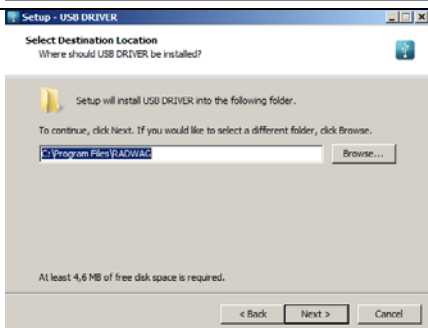 Setup - USB DRIVER
Select Destination Location
Where should USB DRIVER be installed?
Setup will install USB DRIVER into the following folder.
To continue, click Next. If you would like to select a different folder, click Browse.
C:\Program Files\RADWAG
Browse...
At least 4,6 MB of free disk space is required.
< Back
Next >
Cancel